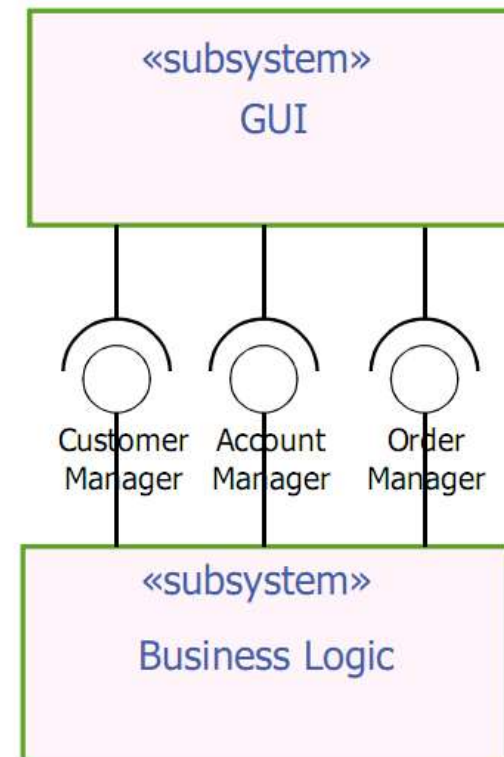 «subsystem»
GUI
Customer Account Order
Manager Manager Manager
«subsystem»
Business Logic